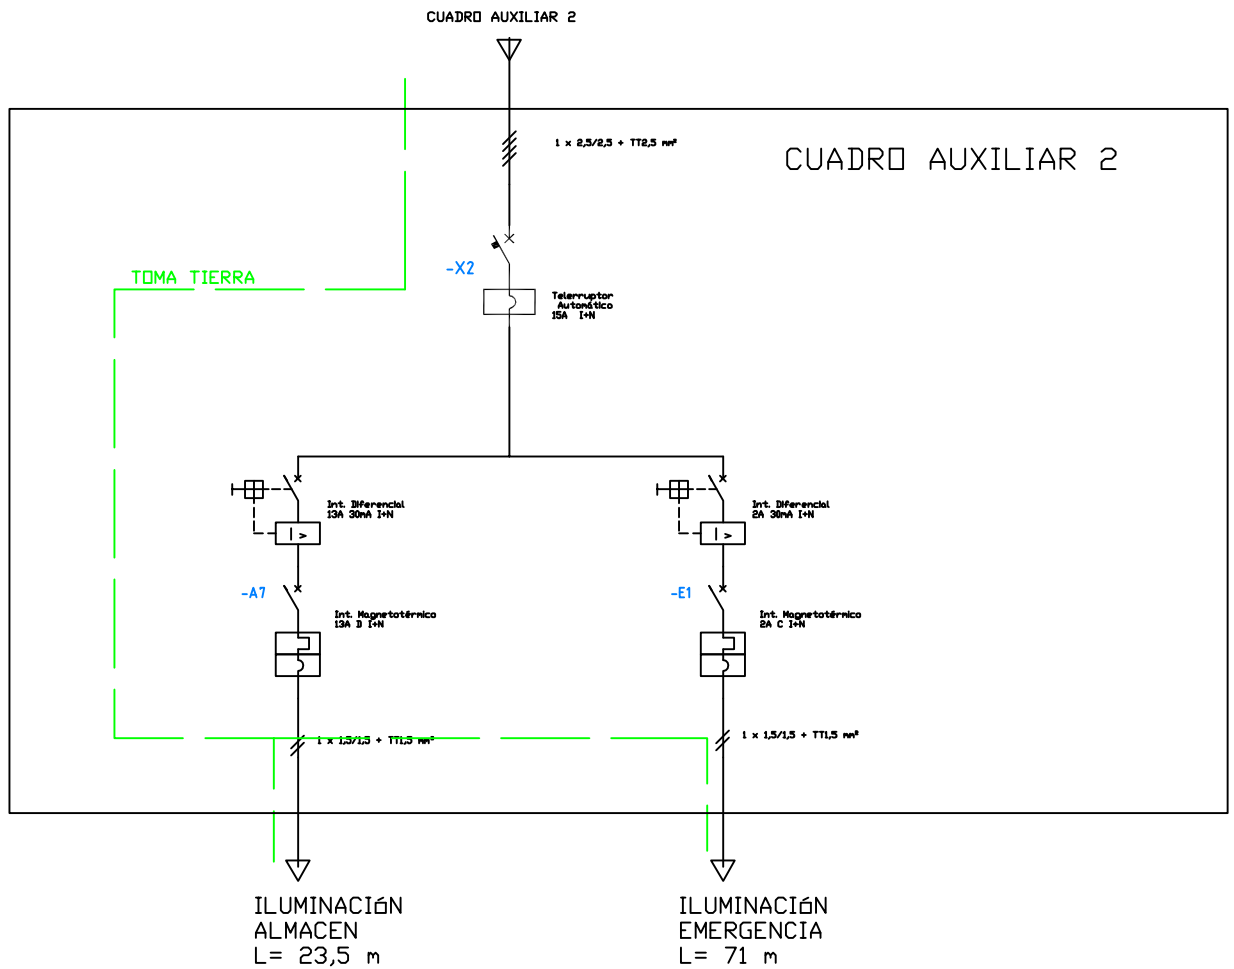 CUADRO AUXILIAR 2
1 x 2,5/2,5 + TT2,5 mm²
CUADRO AUXILIAR 2
-X2
TOMA TIERRA
Telerruptor
Automático
15A I+N
Int. Diferencial
13A 30mA I+N
Int. Diferencial
2A 30mA I+N
-A7
Int. Magnetotérmico
13A D I+N
-E1
Int. Magnetotérmico
2A C I+N
1 x 1,5/1,5 + TT1,5 mm²
1 x 1,5/1,5 + TT1,5 mm²
ILUMINACIóN
ALMACEN
L= 23,5 m
ILUMINACIóN
EMERGENCIA
L= 71 m